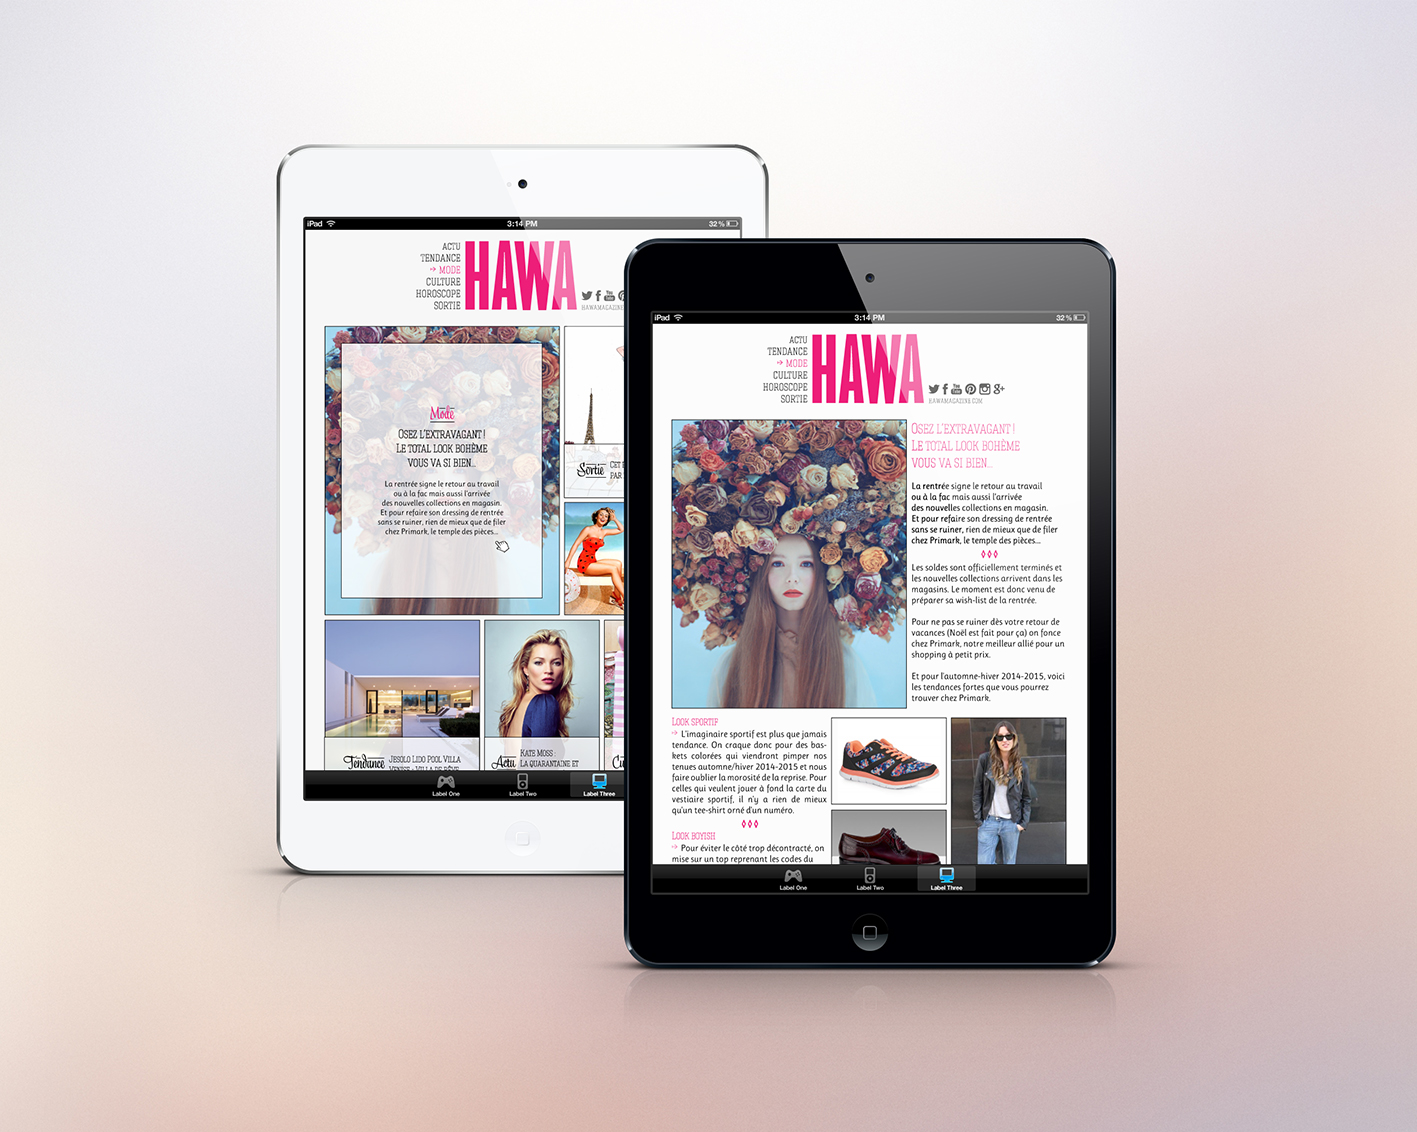 iPad
3:14 PM
32 %
ACTU
TENDANCE
MODE
CULTURE
HOROSCOPE
SORTIE
HAWA
You
HAWAMAGAZINE
Mode
OSEZ L'EXTRAVAGANT !
LE TOTAL LOOK BOHÈME
VOUS VA SI BIEN...
La rentrée signe le retour au travail
ou à la fac mais aussi l'arrivée
des nouvelles collections en magasin.
Et pour refaire son dressing de rentrée
sans se ruiner, rien de mieux que de filer
chez Primark, le temple des pièces...
Sortie
CET
PAR
Tendance
JESOLO LIDO POOL VILLA
VENISE : VILLA DE RÊVE
Actu
KATE MOSS :
LA QUARANTAINE ET
Cu
Label One
Label Two
Label Three
iPad
3:14 PM
32 %
ACTU
TENDANCE
→ MODE
CULTURE
HOROSCOPE
SORTIE
HAWA
You
g+
HAWAMAGAZINE.COM
OSEZ L'EXTRAVAGANT !
LE TOTAL LOOK BOHÈME
VOUS VA SI BIEN...
La rentrée signe le retour au travail
ou à la fac mais aussi l'arrivée
des nouvelles collections en magasin.
Et pour refaire son dressing de rentrée
sans se ruiner, rien de mieux que de filer
chez Primark, le temple des pièces...
Les soldes sont officiellement terminés et
les nouvelles collections arrivent dans les
magasins. Le moment est donc venu de
préparer sa wish-list de la rentrée.
Pour ne pas se ruiner dès votre retour de
vacances (Noël est fait pour ça) on fonce
chez Primark, notre meilleur allié pour un
shopping à petit prix.
Et pour l'automne-hiver 2014-2015, voici
les tendances fortes que vous pourrez
trouver chez Primark.
LOOK SPORTIF
→ L'imaginaire sportif est plus que jamais
tendance. On craque donc pour des bas-
kets colorées qui viendront pimper nos
tenues automne/hiver 2014-2015 et nous
faire oublier la morosité de la reprise. Pour
celles qui veulent jouer à fond la carte du
vestiaire sportif, il n'y a rien de mieux
qu'un tee-shirt orné d'un numéro.
LOOK BOYISH
→ Pour éviter le côté trop décontracté, on
mise sur un top reprenant les codes du
Label One
Label Two
Label Three